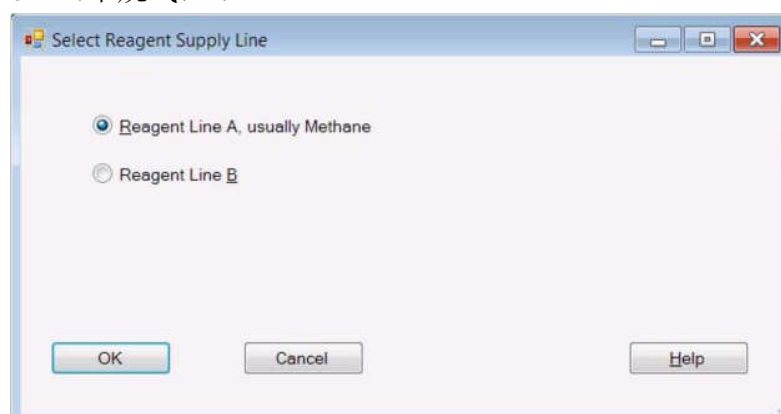 Select Reagent Supply Line
Reagent Line A, usually Methane
Reagent Line B
OK Cancel Help